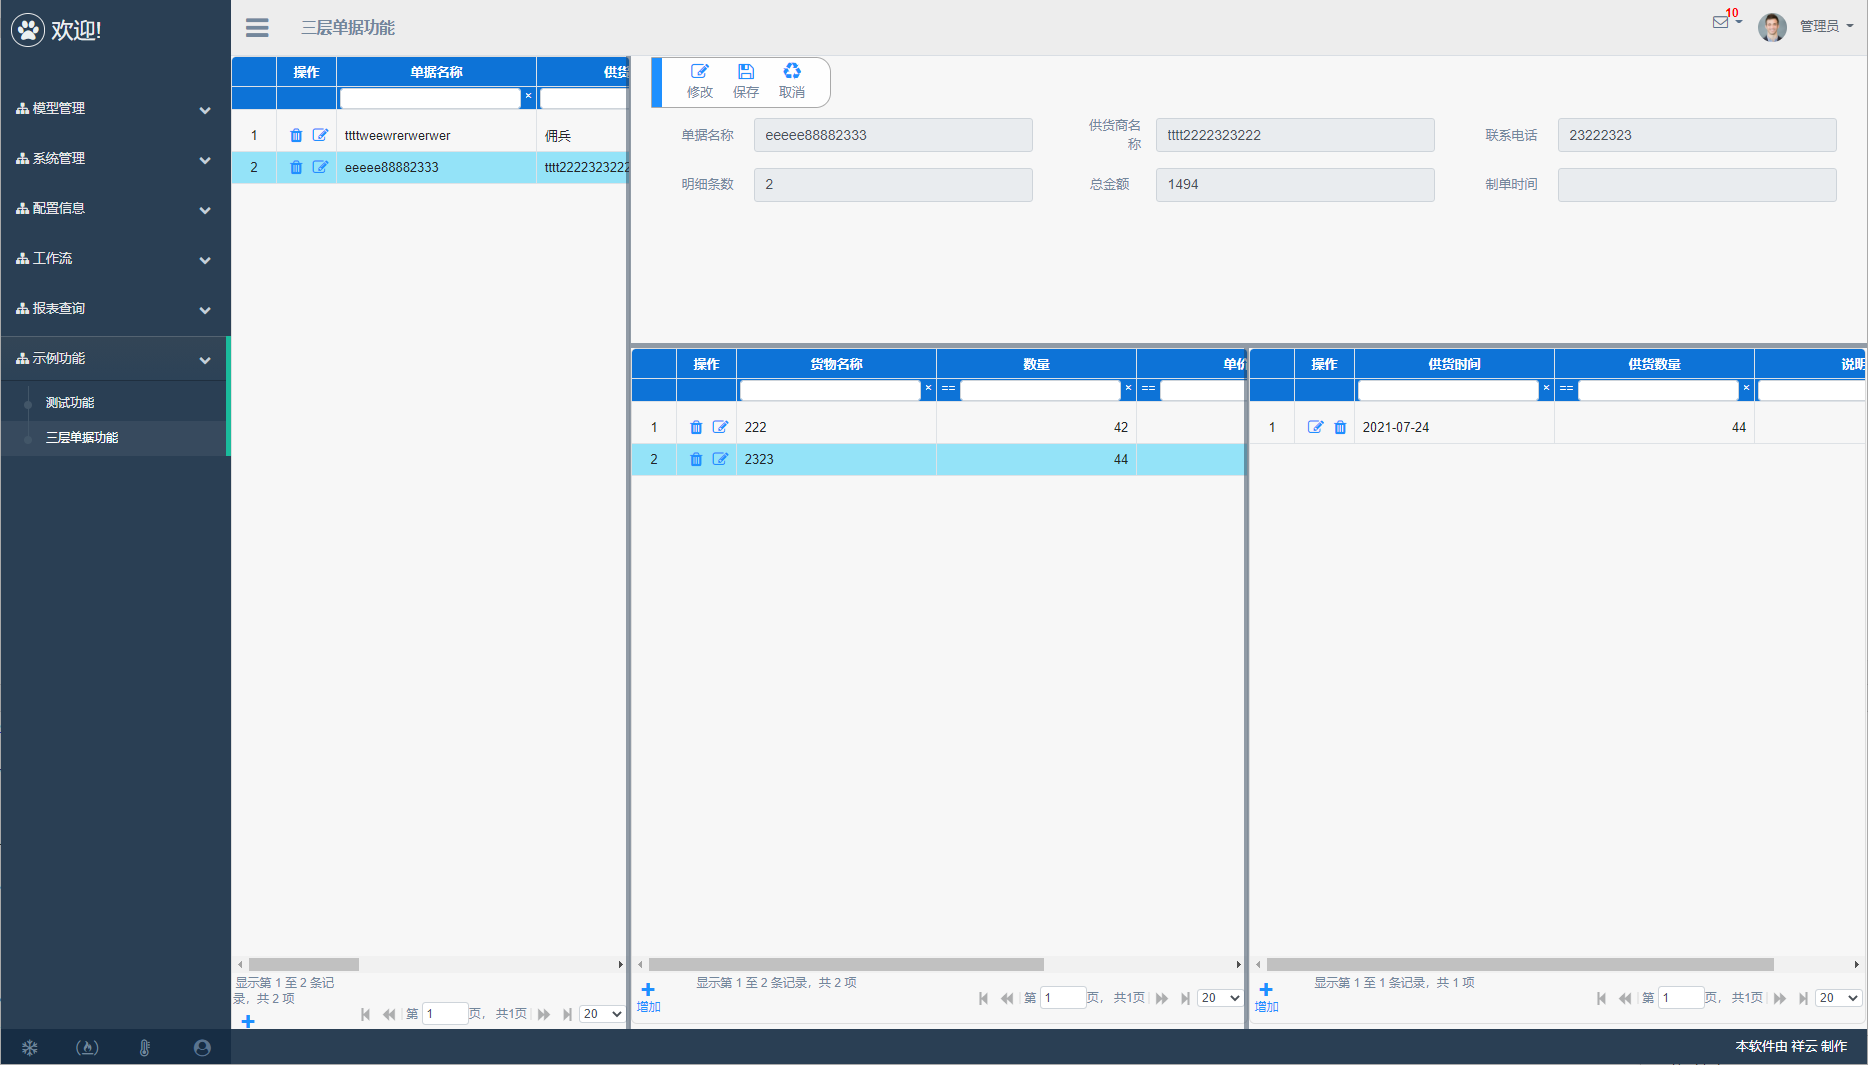 欢迎!
三层单据功能
10
管理员
模型管理
系统管理
配置信息
工作流
报表查询
示例功能
测试功能
三层单据功能
操作 单据名称 供货
×
1 ttttweewrerwerwer 佣兵
2 eeeee88882333 tttt2222323222
显示第 1 至 2 条记
录，共 2 项
第 1 页， 共1页 20
修改 保存 取消
单据名称 eeeee88882333 供货商名
称 tttt2222323222 联系电话 23222323
明细条数 2 总金额 1494 制单时间
操作 货物名称 数量 单价
× == × ==
1 222 42
2 2323 44
显示第 1 至 2 条记录，共 2 项
增加
第 1 页， 共1页 20
操作 供货时间 供货数量 说明
× == ×
1 2021-07-24 44
显示第 1 至 1 条记录，共 1 项
增加
第 1 页， 共1页 20
本软件由 祥云 制作